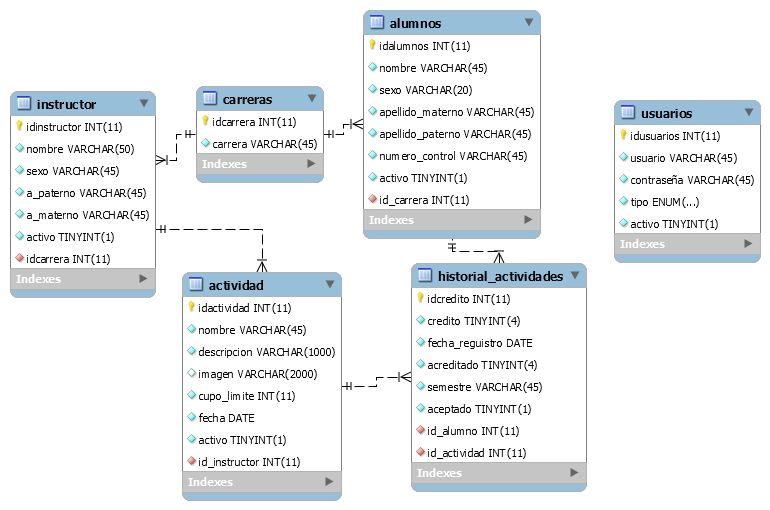 instructor
idinstructor INT(11)
nombre VARCHAR(50)
sexo VARCHAR(45)
a_paterno VARCHAR(45)
a_materno VARCHAR(45)
activo TINYINT(1)
idcarrera INT(11)
Indexes
carreras
idcarrera INT(11)
carrera VARCHAR(45)
Indexes
alumnos
idalumnos INT(11)
nombre VARCHAR(45)
sexo VARCHAR(20)
apellido_materno VARCHAR(45)
apellido_paterno VARCHAR(45)
numero_control VARCHAR(45)
activo TINYINT(1)
id_carrera INT(11)
Indexes
usuarios
idusuarios INT(11)
usuario VARCHAR(45)
contraseña VARCHAR(45)
tipo ENUM(...)
activo TINYINT(1)
Indexes
actividad
idactividad INT(11)
nombre VARCHAR(45)
descripcion VARCHAR(1000)
imagen VARCHAR(2000)
cupo_limite INT(11)
fecha DATE
activo TINYINT(1)
id_instructor INT(11)
Indexes
historial_actividades
idcredito INT(11)
credito TINYINT(4)
fecha_reguistro DATE
acreditado TINYINT(4)
semestre VARCHAR(45)
aceptado TINYINT(1)
id_alumno INT(11)
id_actividad INT(11)
Indexes